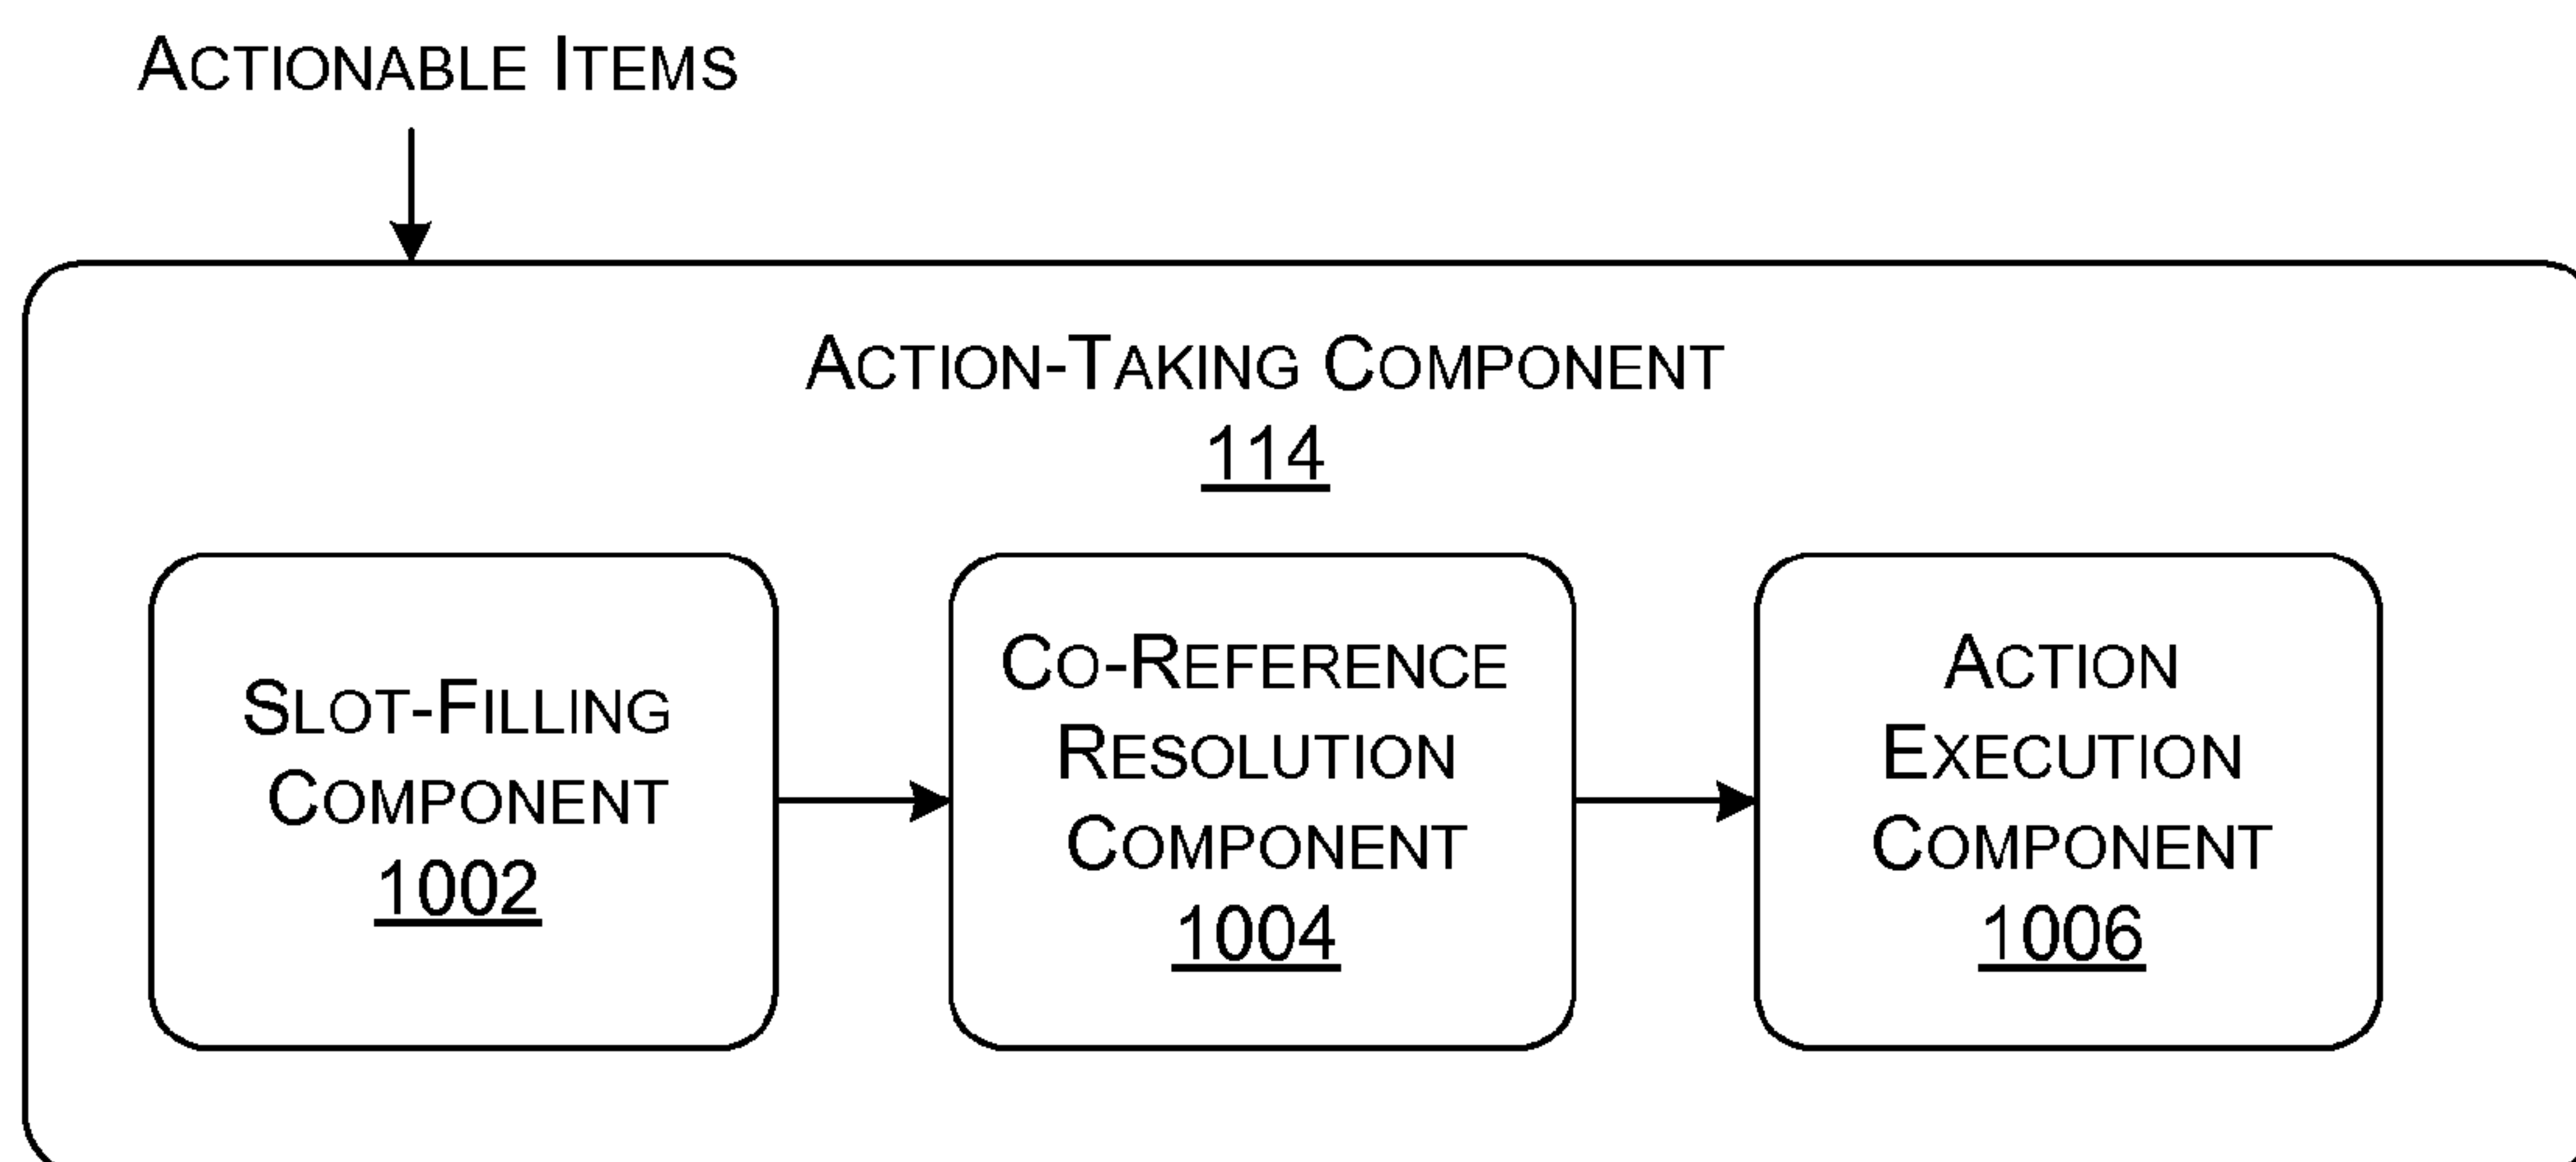 ACTIONABLE ITEMS
ACTION-TAKING COMPONENT
114
SLOT-FILLING
COMPONENT
1002
CO-REFERENCE
RESOLUTION
COMPONENT
1004
ACTION
EXECUTION
COMPONENT
1006